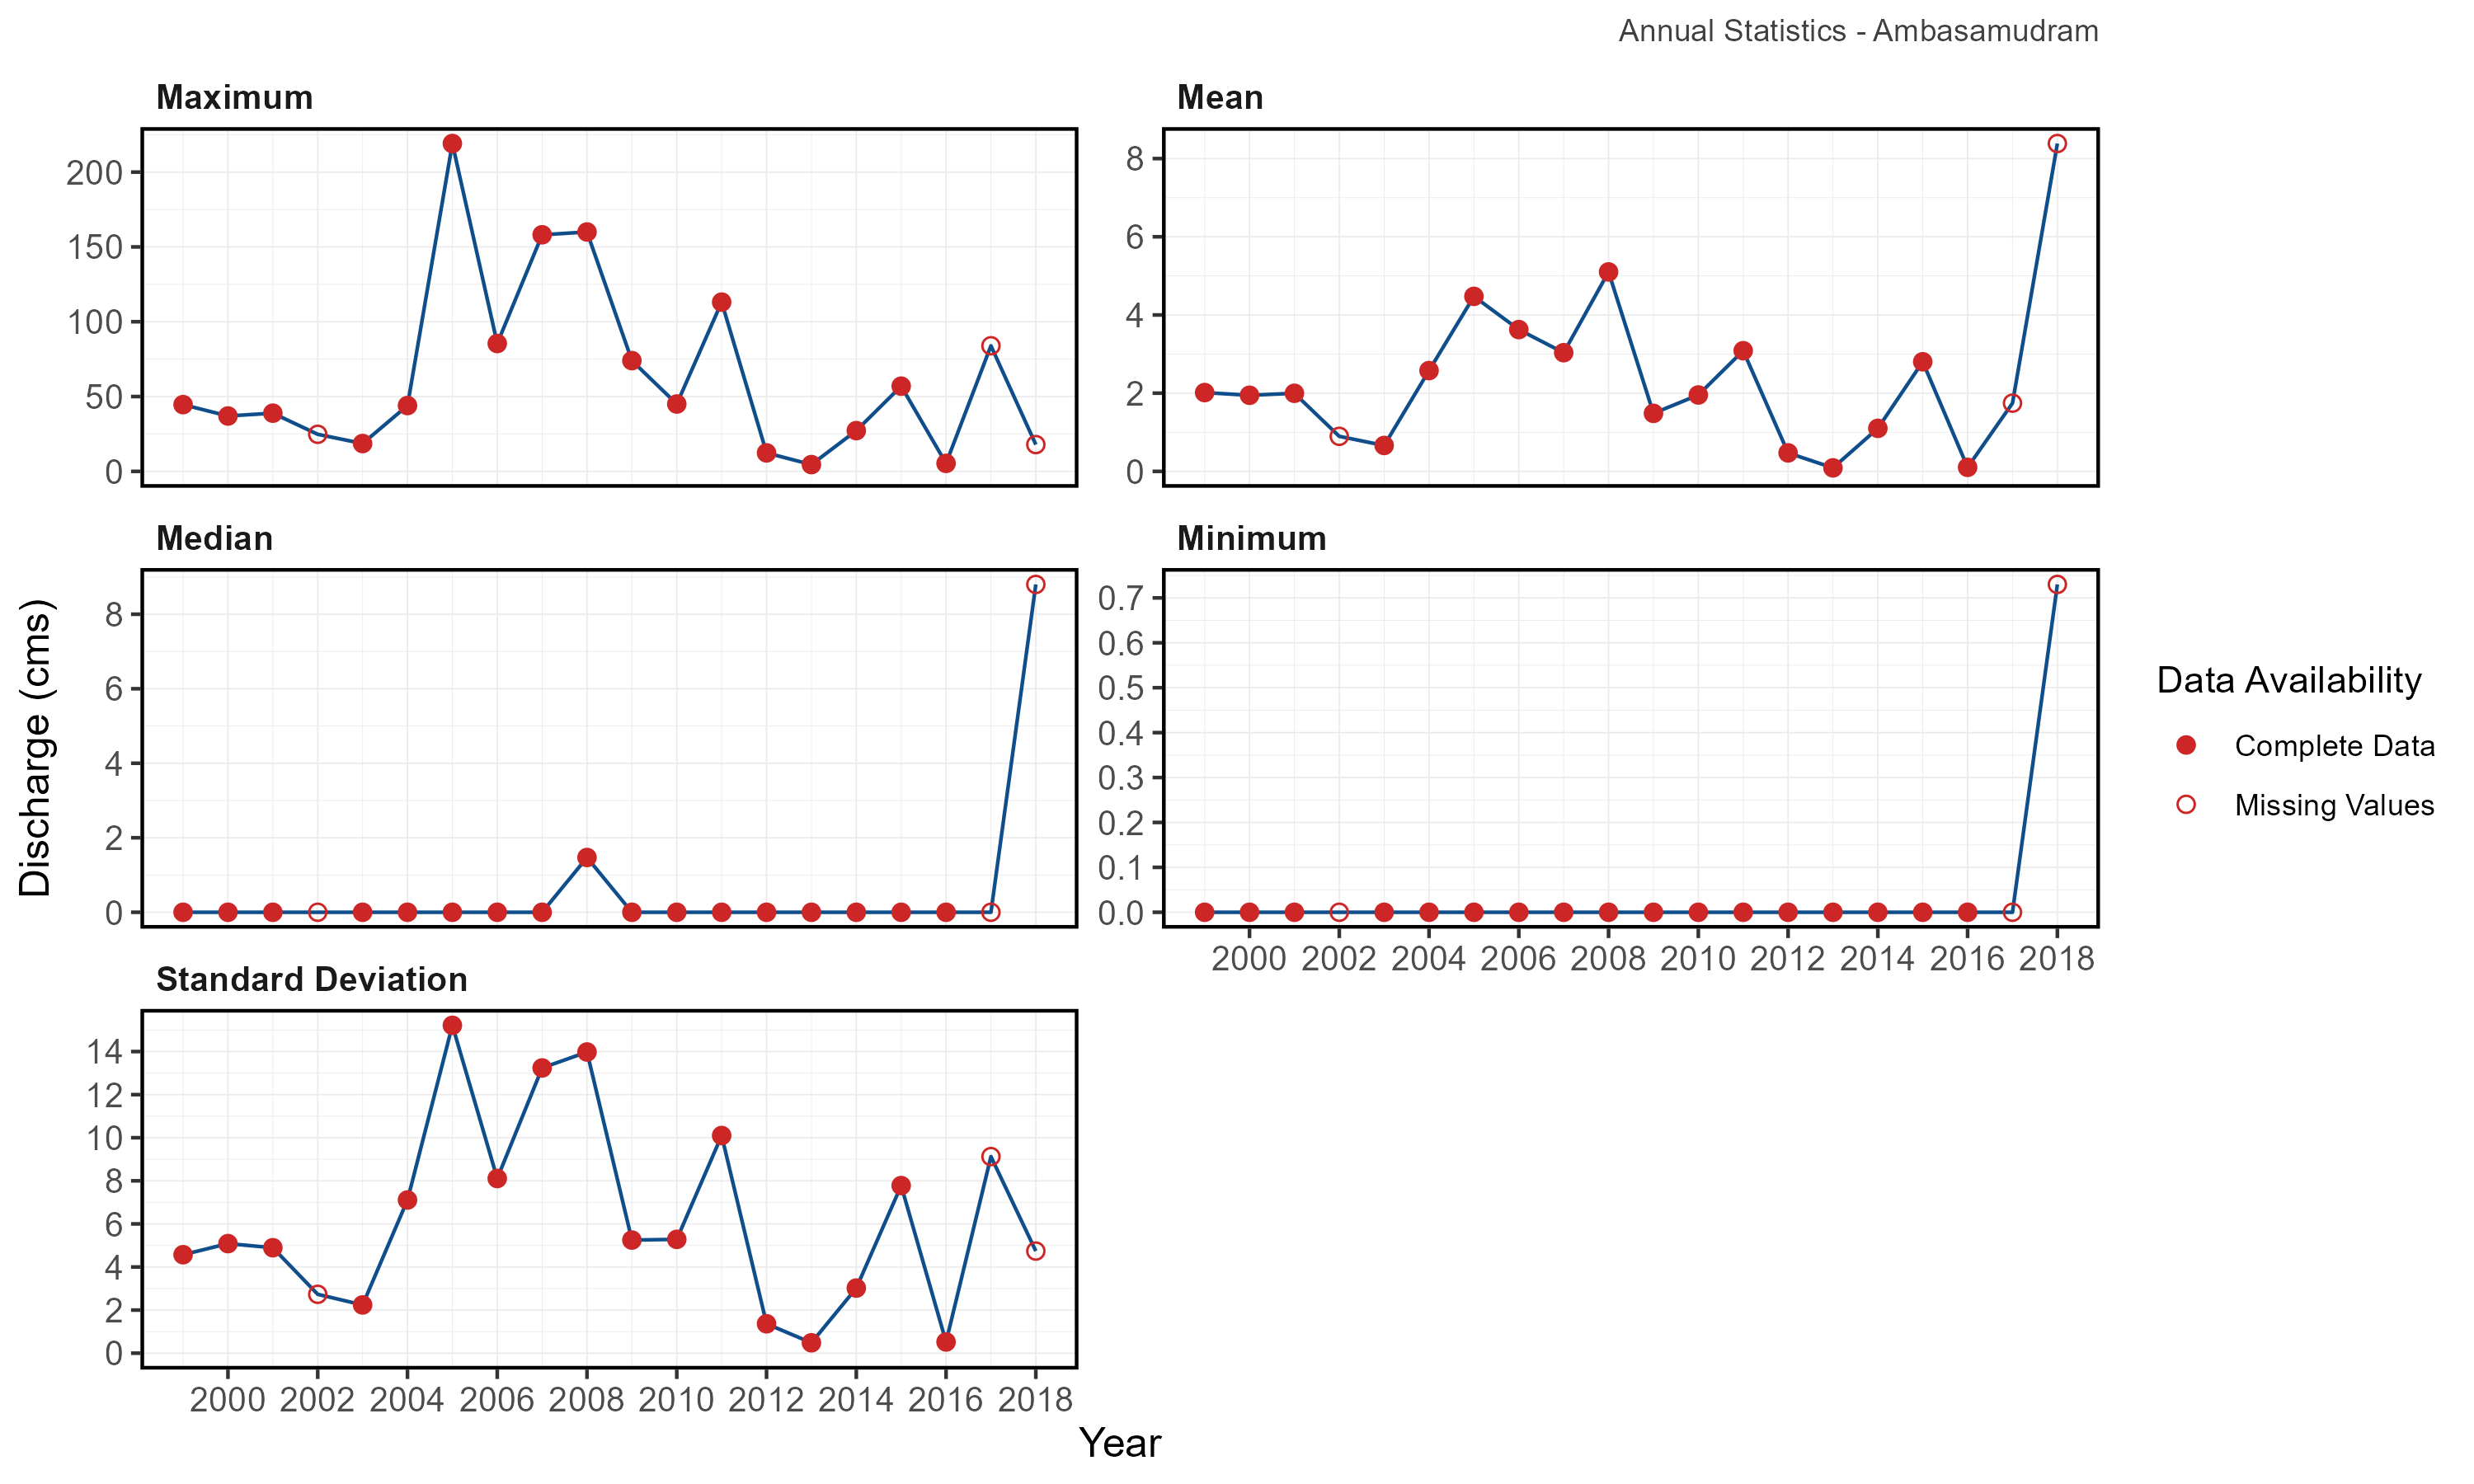 Annual Statistics - Ambasamudram
Maximum
200
150
100
50
0
Mean
8
6
4
2
0
Discharge (cms)
Median
8
6
4
2
0
Minimum
0.7
0.6
0.5
0.4
0.3
0.2
0.1
0.0
2000 2002 2004 2006 2008 2010 2012 2014 2016 2018
Standard Deviation
14
12
10
8
6
4
2
0
2000 2002 2004 2006 2008 2010 2012 2014 2016 2018
Year
Data Availability
Complete Data
Missing Values